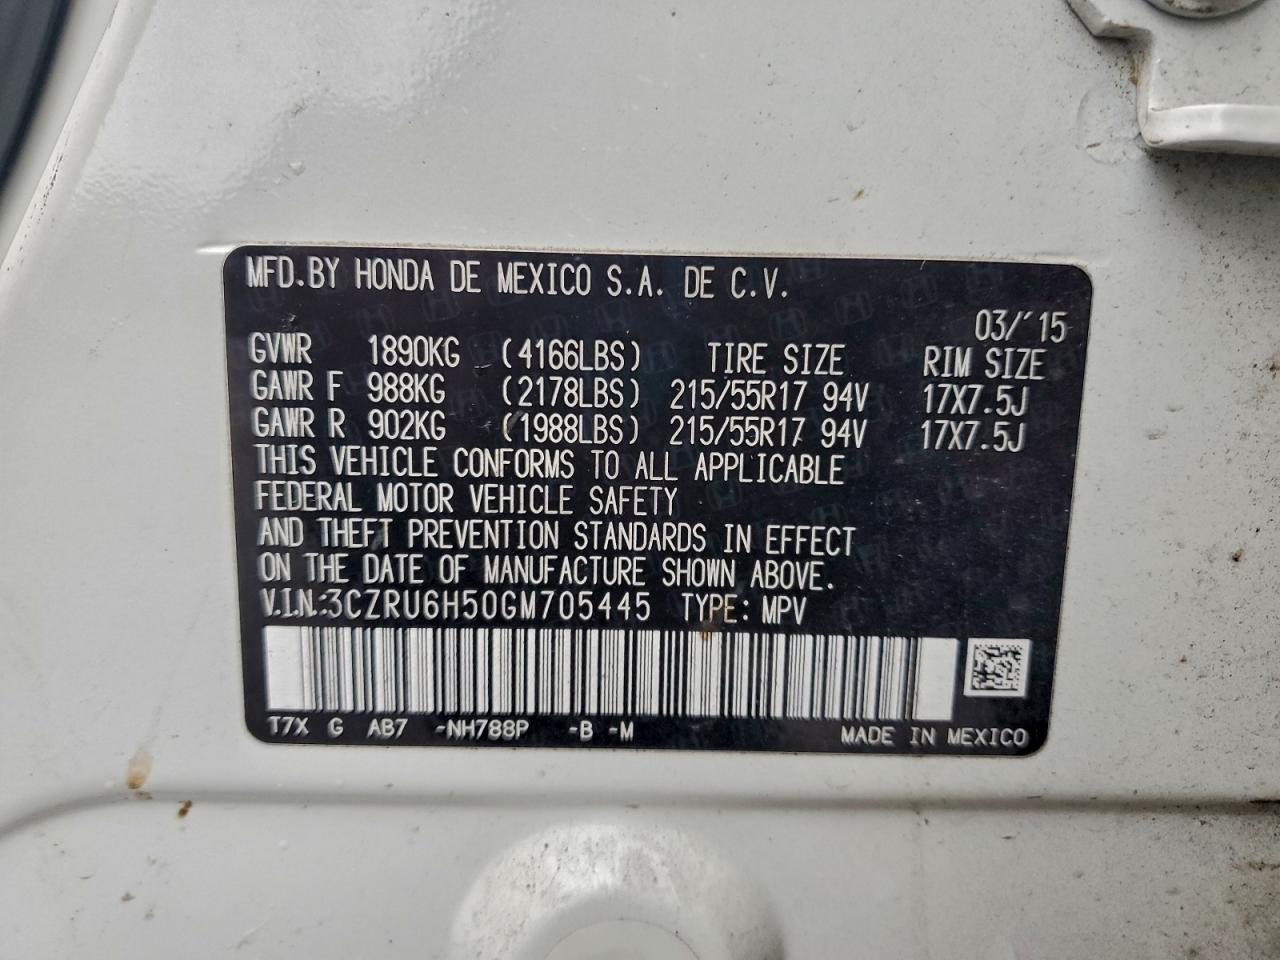 MFD.BY HONDA DE MEXICO S.A. DE C.V.
03/'15
GVWR 1890KG (4166LBS) TIRE SIZE RIM SIZE
GAWR F 988KG (2178LBS) 215/55R17 94V 17X7.5J
GAWR R 902KG (1988LBS) 215/55R17 94V 17X7.5J
THIS VEHICLE CONFORMS TO ALL APPLICABLE
FEDERAL MOTOR VEHICLE SAFETY
AND THEFT PREVENTION STANDARDS IN EFFECT
ON THE DATE OF MANUFACTURE SHOWN ABOVE.
V.I.N.:3CZRU6H50GM705445 TYPE: MPV
T7X G AB7 -NH788P -B -M MADE IN MEXICO